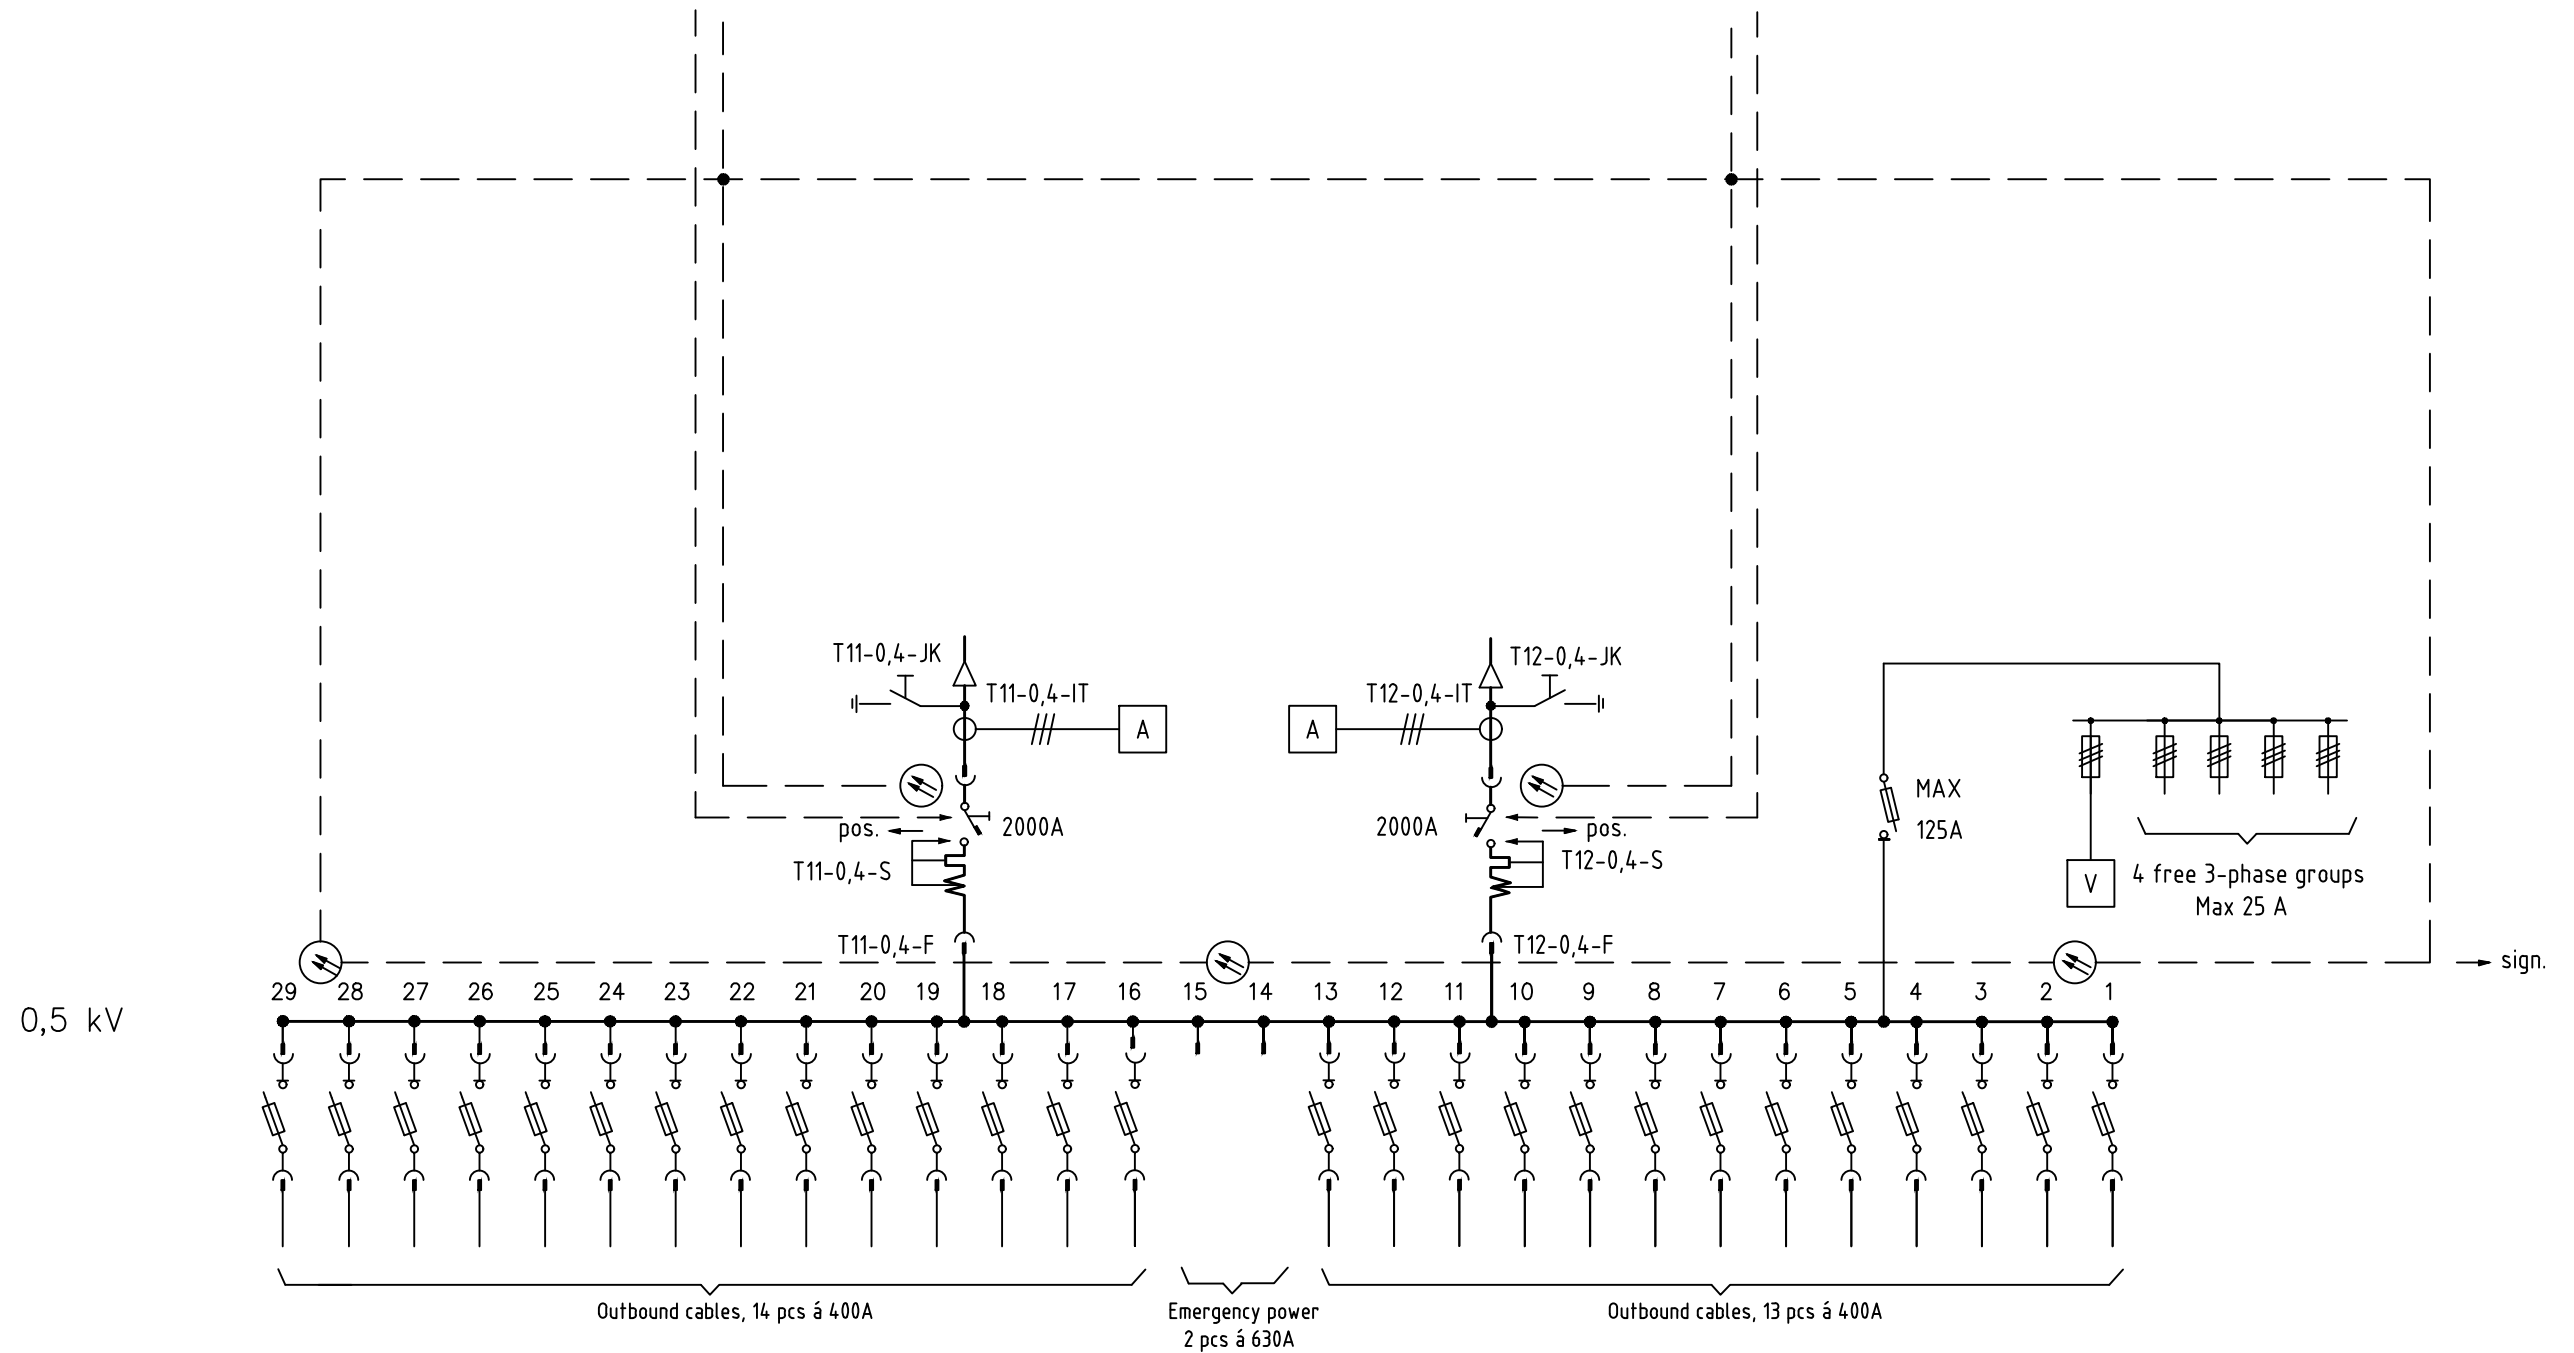 T11-0,4-JK
T12-0,4-JK
T11-0,4-IT
A
T12-0,4-IT
A
MAX
125A
2000A
2000A
pos.
pos.
T11-0,4-S
T12-0,4-S
V
4 free 3-phase groups
Max 25 A
T11-0,4-F
T12-0,4-F
sign.
29 28 27 26 25 24 23 22 21 20 19 18 17 16 15 14 13 12 11 10 9 8 7 6 5 4 3 2 1
0,5 kV
Outbound cables, 14 pcs á 400A
Emergency power
2 pcs á 630A
Outbound cables, 13 pcs á 400A